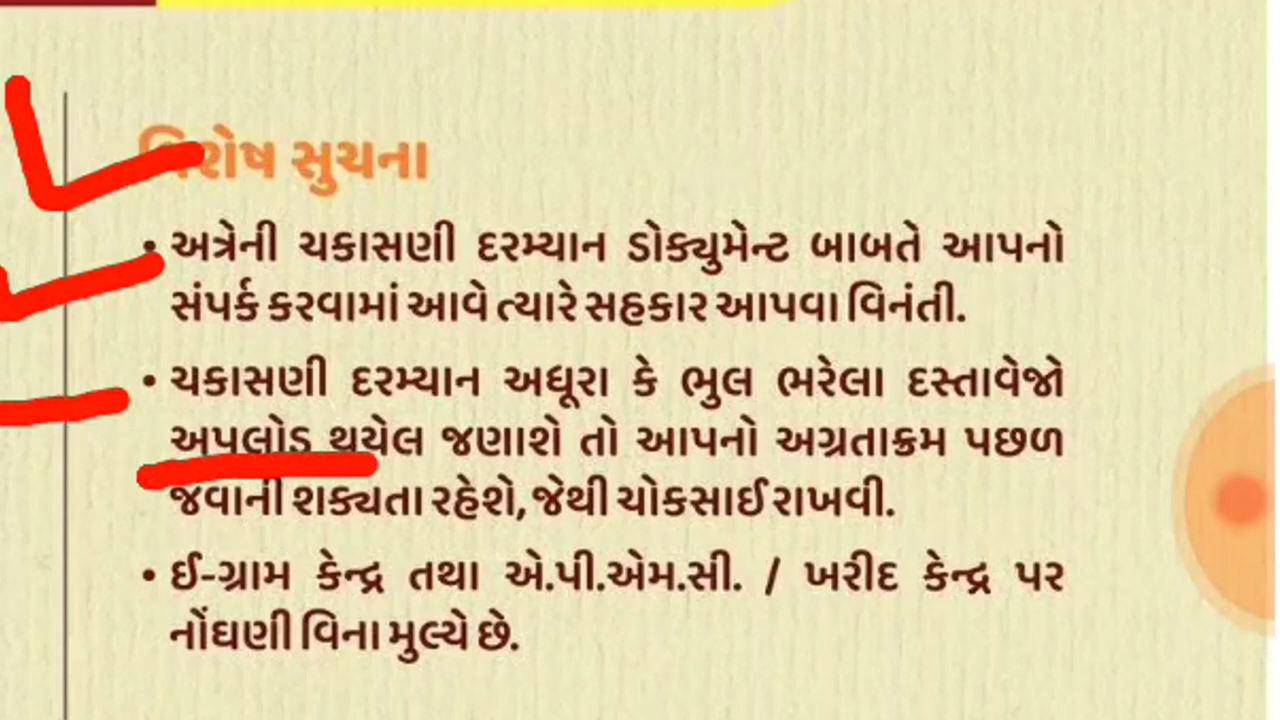 વિશેષ સુચના
• અત્રેની ચકાસણી દરમ્યાન ડોક્યુમેન્ટ બાબતે આપનો
સંપર્ક કરવામાં આવે ત્યારે સહકાર આપવા વિનંતી.
• ચકાસણી દરમ્યાન અધૂરા કે ભુલ ભરેલા દસ્તાવેજો
અપલોડ થયેલ જણાશે તો આપનો અગ્રતાક્રમ પછળ
જવાની શક્યતા રહેશે, જેથી ચોકસાઈ રાખવી.
• ઈ-ગ્રામ કેન્દ્ર તથા એ.પી.એમ.સી. / ખરીદ કેન્દ્ર પર
નોંધણી વિના મુલ્યે છે.